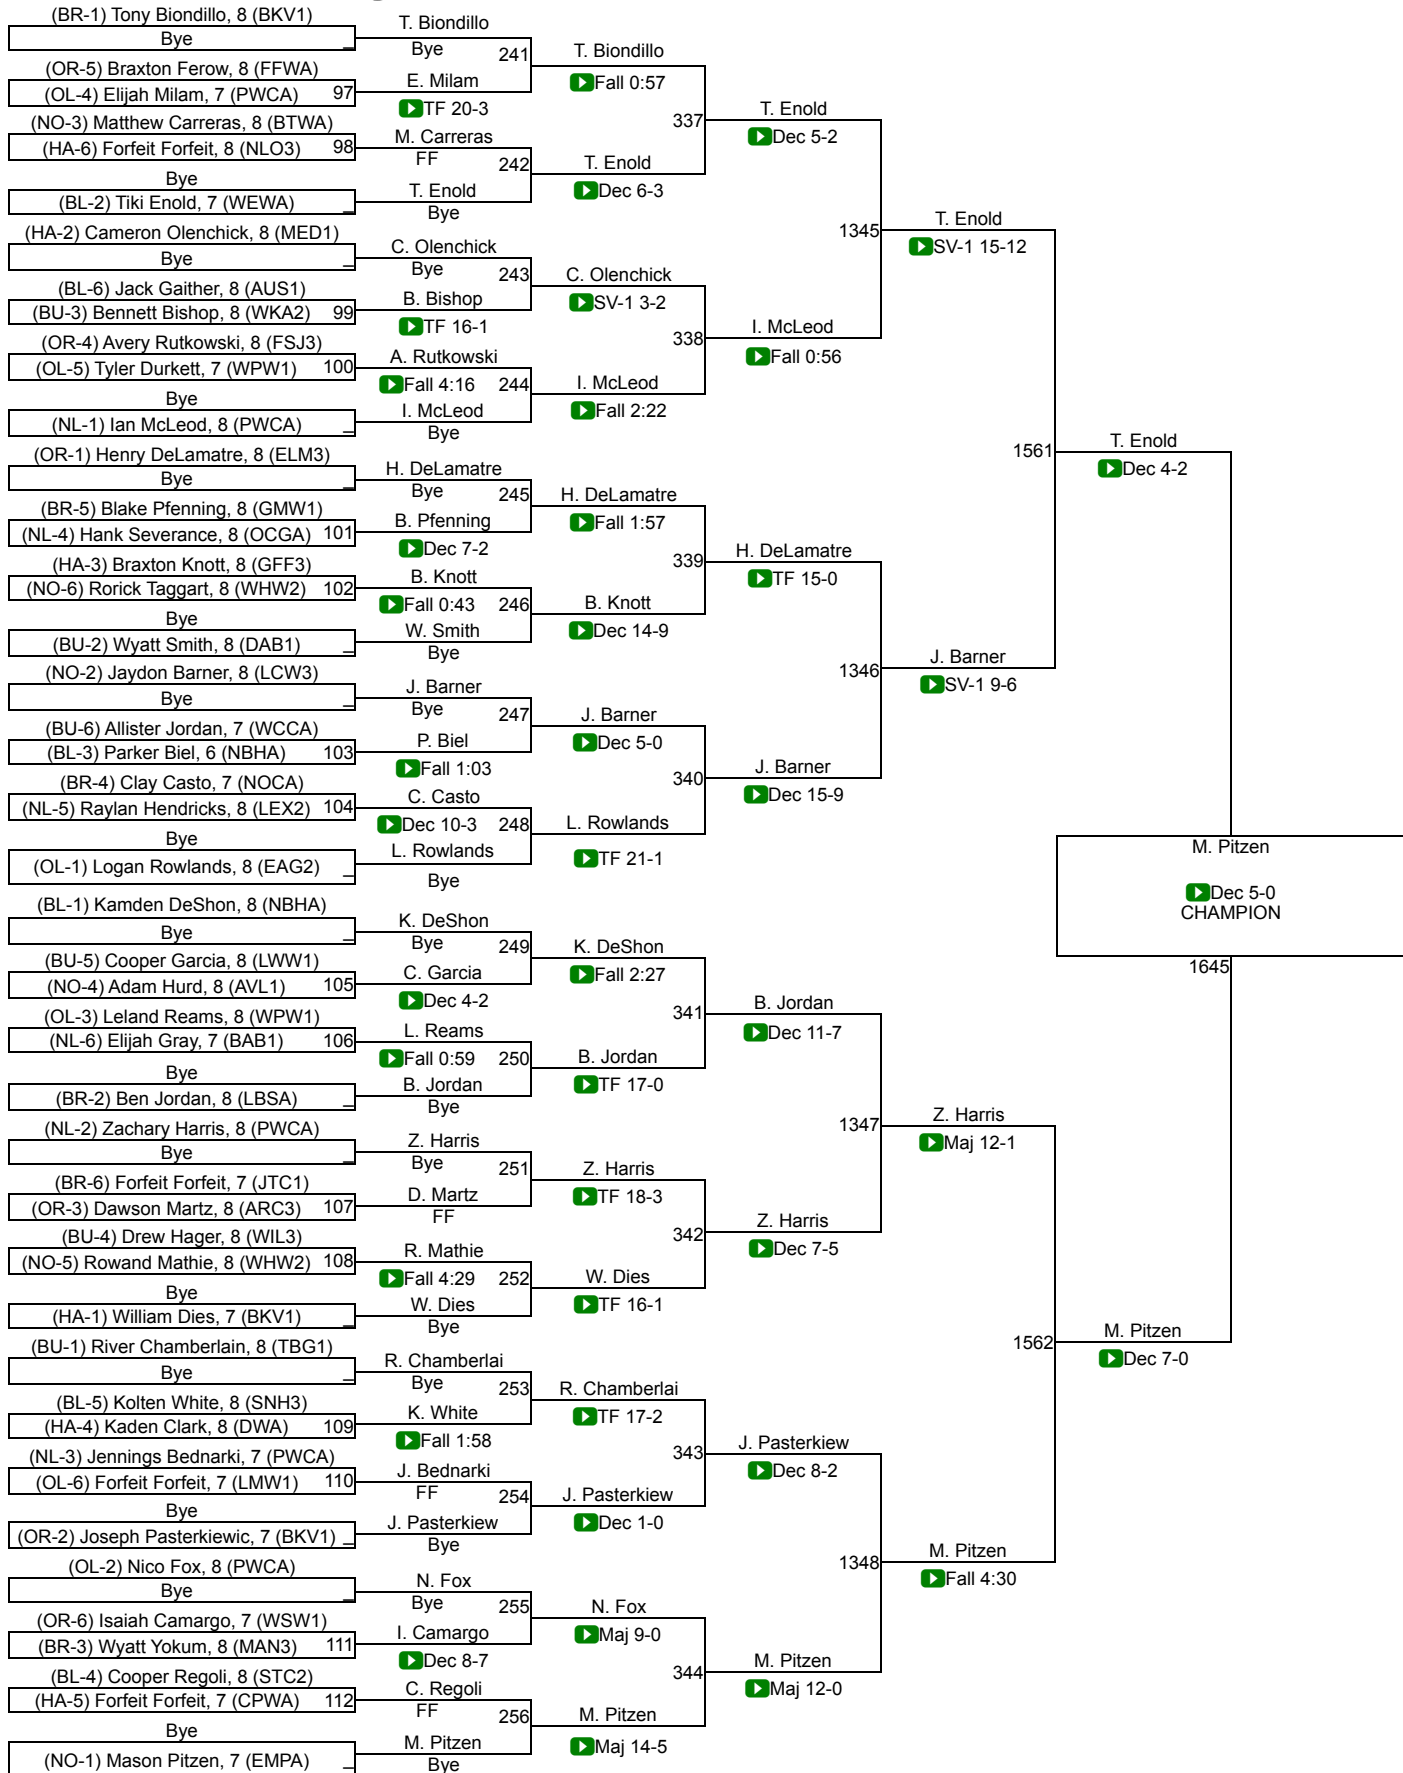 (BR-1) Tony Biondillo, 8 (BKV1)
Bye
(OR-5) Braxton Ferow, 8 (FFWA)
(OL-4) Elijah Milam, 7 (PWCA) 97
(NO-3) Matthew Carreras, 8 (BTWA)
(HA-6) Forfeit Forfeit, 8 (NLO3) 98
Bye
(BL-2) Tiki Enold, 7 (WEWA)
(HA-2) Cameron Olenchick, 8 (MED1)
Bye
(BL-6) Jack Gaither, 8 (AUS1)
(BU-3) Bennett Bishop, 8 (WKA2) 99
(OR-4) Avery Rutkowski, 8 (FSJ3)
(OL-5) Tyler Durkett, 7 (WPW1) 100
Bye
(NL-1) Ian McLeod, 8 (PWCA)
(OR-1) Henry DeLamatre, 8 (ELM3)
Bye
(BR-5) Blake Pfenning, 8 (GMW1)
(NL-4) Hank Severance, 8 (OCGA) 101
(HA-3) Braxton Knott, 8 (GFF3)
(NO-6) Rorick Taggart, 8 (WHW2) 102
Bye
(BU-2) Wyatt Smith, 8 (DAB1)
(NO-2) Jaydon Barner, 8 (LCW3)
Bye
(BU-6) Allister Jordan, 7 (WCCA)
(BL-3) Parker Biel, 6 (NBHA) 103
(BR-4) Clay Casto, 7 (NOCA)
(NL-5) Raylan Hendricks, 8 (LEX2) 104
Bye
(OL-1) Logan Rowlands, 8 (EAG2)
(BL-1) Kamden DeShon, 8 (NBHA)
Bye
(BU-5) Cooper Garcia, 8 (LWW1)
(NO-4) Adam Hurd, 8 (AVL1) 105
(OL-3) Leland Reams, 8 (WPW1)
(NL-6) Elijah Gray, 7 (BAB1) 106
Bye
(BR-2) Ben Jordan, 8 (LBSA)
(NL-2) Zachary Harris, 8 (PWCA)
Bye
(BR-6) Forfeit Forfeit, 7 (JTC1)
(OR-3) Dawson Martz, 8 (ARC3) 107
(BU-4) Drew Hager, 8 (WIL3)
(NO-5) Rowand Mathie, 8 (WHW2) 108
Bye
(HA-1) William Dies, 7 (BKV1)
(BU-1) River Chamberlain, 8 (TBG1)
Bye
(BL-5) Kolten White, 8 (SNH3)
(HA-4) Kaden Clark, 8 (DWA) 109
(NL-3) Jennings Bednarki, 7 (PWCA)
(OL-6) Forfeit Forfeit, 7 (LMW1) 110
Bye
(OR-2) Joseph Pasterkiewic, 7 (BKV1)
(OL-2) Nico Fox, 8 (PWCA)
Bye
(OR-6) Isaiah Camargo, 7 (WSW1)
(BR-3) Wyatt Yokum, 8 (MAN3) 111
(BL-4) Cooper Regoli, 8 (STC2)
(HA-5) Forfeit Forfeit, 7 (CPWA) 112
Bye
(NO-1) Mason Pitzen, 7 (EMPA)
T. Biondillo
Bye 241
E. Milam
TF 20-3
M. Carreras
FF 242
T. Enold
Bye
C. Olenchick
Bye 243
B. Bishop
TF 16-1
A. Rutkowski
Fall 4:16 244
I. McLeod
Bye
H. DeLamatre
Bye 245
B. Pfenning
Dec 7-2
B. Knott
Fall 0:43 246
W. Smith
Bye
J. Barner
Bye 247
P. Biel
Fall 1:03
C. Casto
Dec 10-3 248
L. Rowlands
Bye
K. DeShon
Bye 249
C. Garcia
Dec 4-2
L. Reams
Fall 0:59 250
B. Jordan
Bye
Z. Harris
Bye 251
D. Martz
FF
R. Mathie
Fall 4:29 252
W. Dies
Bye
R. Chamberlai
Bye 253
K. White
Fall 1:58
J. Bednarki
FF 254
J. Pasterkiew
Bye
N. Fox
Bye 255
I. Camargo
Dec 8-7
C. Regoli
FF 256
M. Pitzen
Bye
T. Biondillo
Fall 0:57
337
T. Enold
Dec 6-3
C. Olenchick
SV-1 3-2
338
I. McLeod
Fall 2:22
H. DeLamatre
Fall 1:57
339
B. Knott
Dec 14-9
J. Barner
Dec 5-0
340
L. Rowlands
TF 21-1
K. DeShon
Fall 2:27
341
B. Jordan
TF 17-0
Z. Harris
TF 18-3
342
W. Dies
TF 16-1
R. Chamberlai
TF 17-2
343
J. Pasterkiew
Dec 1-0
N. Fox
Maj 9-0
344
M. Pitzen
Maj 14-5
T. Enold
Dec 5-2
1345
I. McLeod
Fall 0:56
H. DeLamatre
TF 15-0
1346
J. Barner
Dec 15-9
B. Jordan
Dec 11-7
1347
Z. Harris
Dec 7-5
J. Pasterkiew
Dec 8-2
1348
M. Pitzen
Maj 12-0
T. Enold
SV-1 15-12
1561
J. Barner
SV-1 9-6
Z. Harris
Maj 12-1
1562
M. Pitzen
Fall 4:30
T. Enold
Dec 4-2
M. Pitzen
Dec 7-0
M. Pitzen
Dec 5-0
CHAMPION
1645